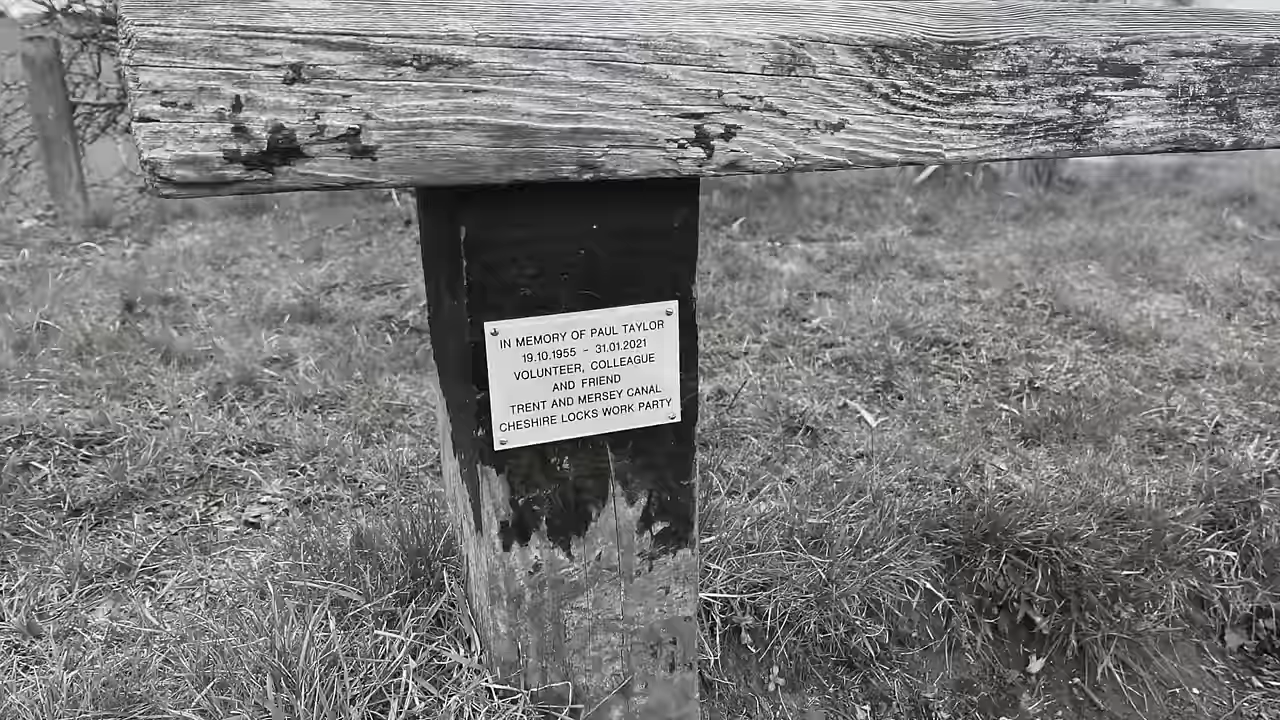 IN MEMORY OF PAUL TAYLOR
19.10.1955 - 31.01.2021
VOLUNTEER, COLLEAGUE
AND FRIEND
TRENT AND MERSEY CANAL
CHESHIRE LOCKS WORK PARTY